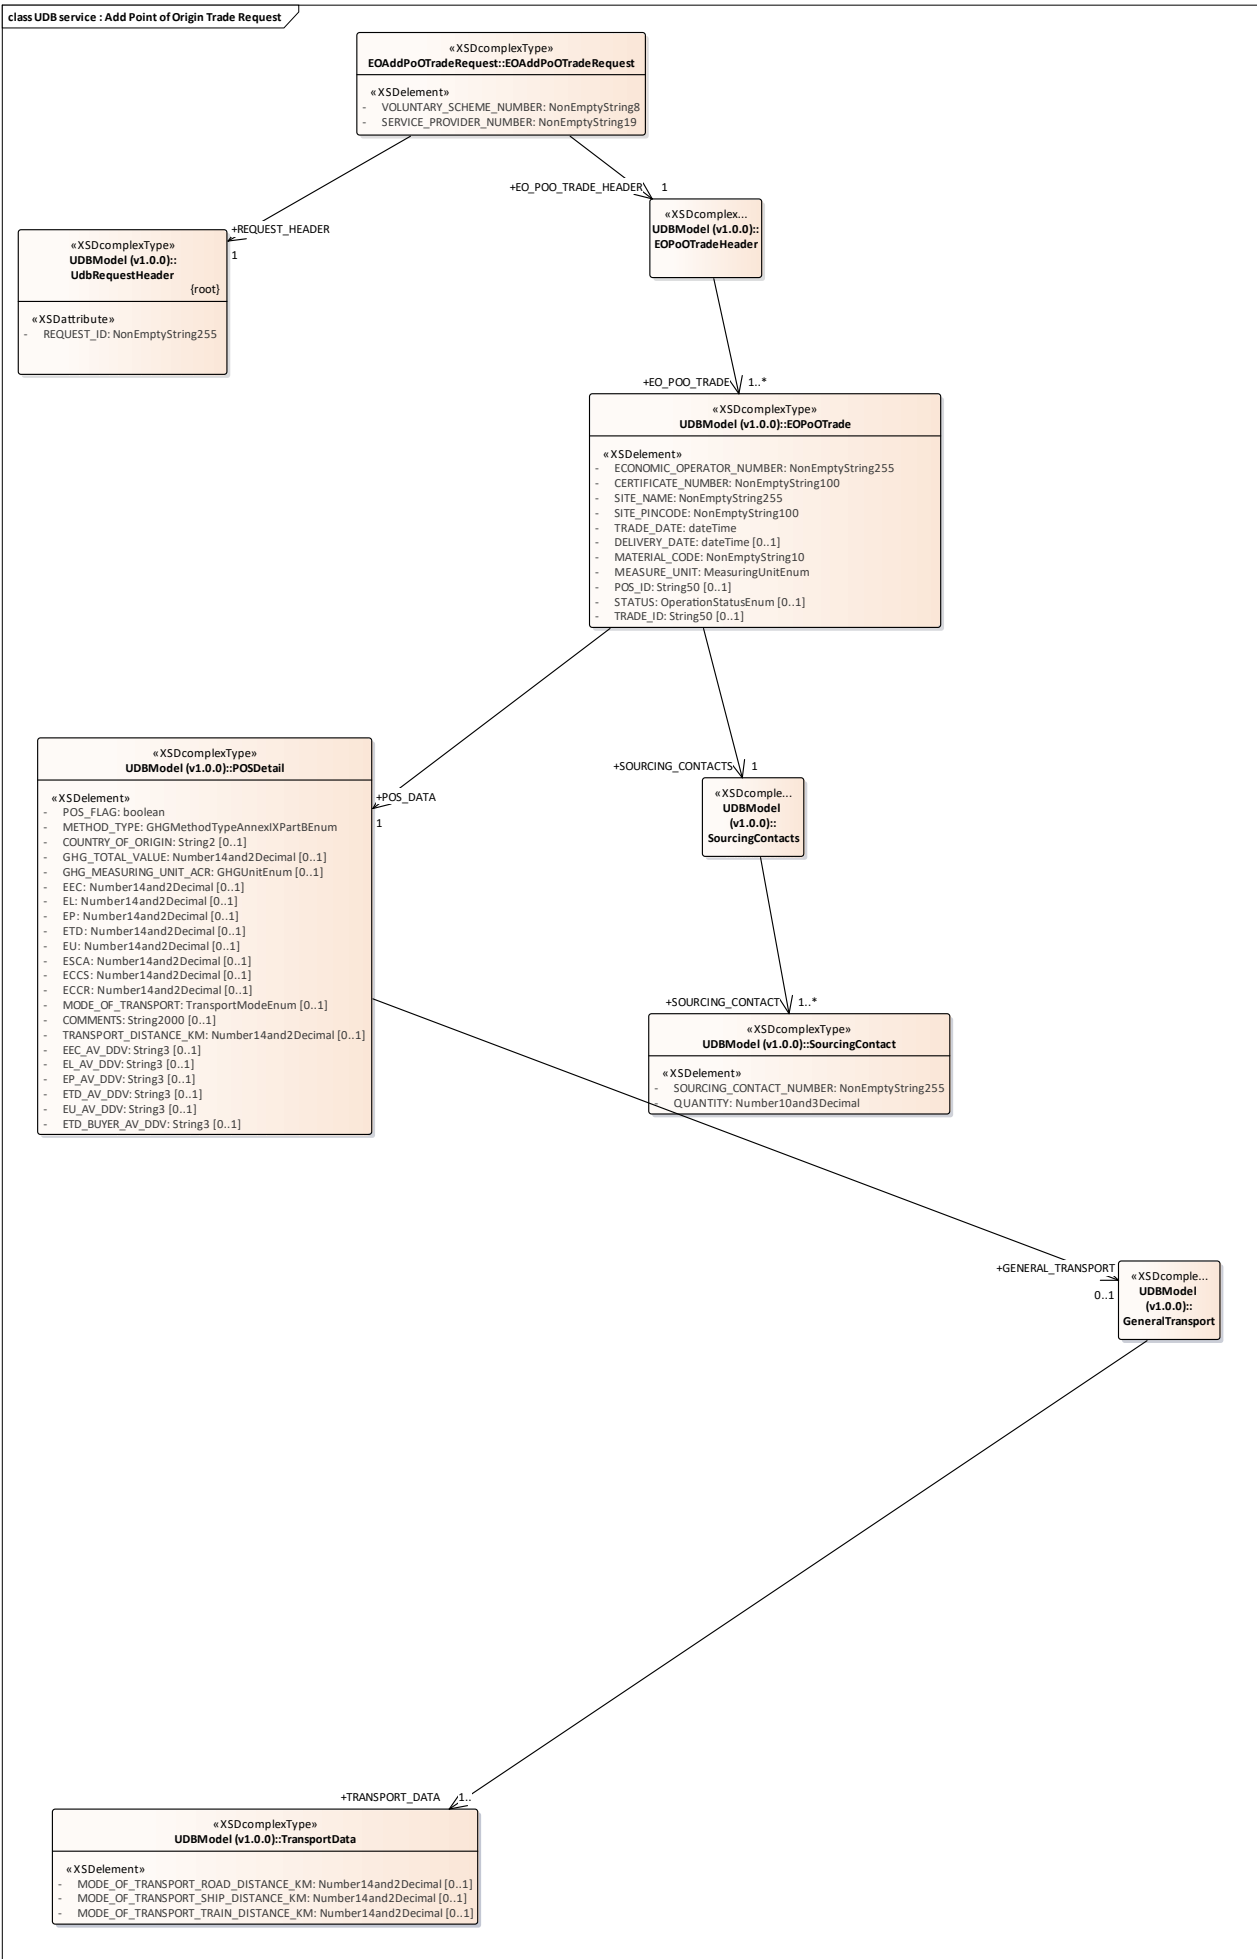 class UDB service : Add Point of Origin Trade Request
«XSDcomplexType»
EOAddPoOTradeRequest::EOAddPoOTradeRequest
«XSDelement»
- VOLUNTARY_SCHEME_NUMBER: NonEmptyString8
- SERVICE_PROVIDER_NUMBER: NonEmptyString19
+EO_POO_TRADE_HEADER
1
+REQUEST_HEADER
1
«XSDcomplexType»
UDBModel (v1.0.0)::
UdbRequestHeader
{root}
«XSDattribute»
- REQUEST_ID: NonEmptyString255
«XSDcomplex...
UDBModel (v1.0.0)::
EOPoOTradeHeader
+EO_POO_TRADE
1..*
«XSDcomplexType»
UDBModel (v1.0.0)::EOPoOTrade
«XSDelement»
- ECONOMIC_OPERATOR_NUMBER: NonEmptyString255
- CERTIFICATE_NUMBER: NonEmptyString100
- SITE_NAME: NonEmptyString255
- SITE_PINCODE: NonEmptyString100
- TRADE_DATE: dateTime
- DELIVERY_DATE: dateTime [0..1]
- MATERIAL_CODE: NonEmptyString10
- MEASURE_UNIT: MeasuringUnitEnum
- POS_ID: String50 [0..1]
- STATUS: OperationStatusEnum [0..1]
- TRADE_ID: String50 [0..1]
+POS_DATA
1
«XSDcomplexType»
UDBModel (v1.0.0)::POSDetail
«XSDelement»
- POS_FLAG: boolean
- METHOD_TYPE: GHGMethodTypeAnnexIXPartBEnum
- COUNTRY_OF_ORIGIN: String2 [0..1]
- GHG_TOTAL_VALUE: Number14and2Decimal [0..1]
- GHG_MEASURING_UNIT_ACR: GHGUnitEnum [0..1]
- EEC: Number14and2Decimal [0..1]
- EL: Number14and2Decimal [0..1]
- EP: Number14and2Decimal [0..1]
- ETD: Number14and2Decimal [0..1]
- EU: Number14and2Decimal [0..1]
- ESCA: Number14and2Decimal [0..1]
- ECCS: Number14and2Decimal [0..1]
- ECCR: Number14and2Decimal [0..1]
- MODE_OF_TRANSPORT: TransportModeEnum [0..1]
- COMMENTS: String2000 [0..1]
- TRANSPORT_DISTANCE_KM: Number14and2Decimal [0..1]
- EEC_AV_DDV: String3 [0..1]
- EL_AV_DDV: String3 [0..1]
- EP_AV_DDV: String3 [0..1]
- ETD_AV_DDV: String3 [0..1]
- EU_AV_DDV: String3 [0..1]
- ETD_BUYER_AV_DDV: String3 [0..1]
+SOURCING_CONTACTS
1
«XSDcomple...
UDBModel
(v1.0.0)::
SourcingContacts
+SOURCING_CONTACT
1..*
«XSDcomplexType»
UDBModel (v1.0.0)::SourcingContact
«XSDelement»
- SOURCING_CONTACT_NUMBER: NonEmptyString255
- QUANTITY: Number10and3Decimal
+GENERAL_TRANSPORT
0..1
«XSDcomple...
UDBModel
(v1.0.0)::
GeneralTransport
+TRANSPORT_DATA
1..
«XSDcomplexType»
UDBModel (v1.0.0)::TransportData
«XSDelement»
- MODE_OF_TRANSPORT_ROAD_DISTANCE_KM: Number14and2Decimal [0..1]
- MODE_OF_TRANSPORT_SHIP_DISTANCE_KM: Number14and2Decimal [0..1]
- MODE_OF_TRANSPORT_TRAIN_DISTANCE_KM: Number14and2Decimal [0..1]